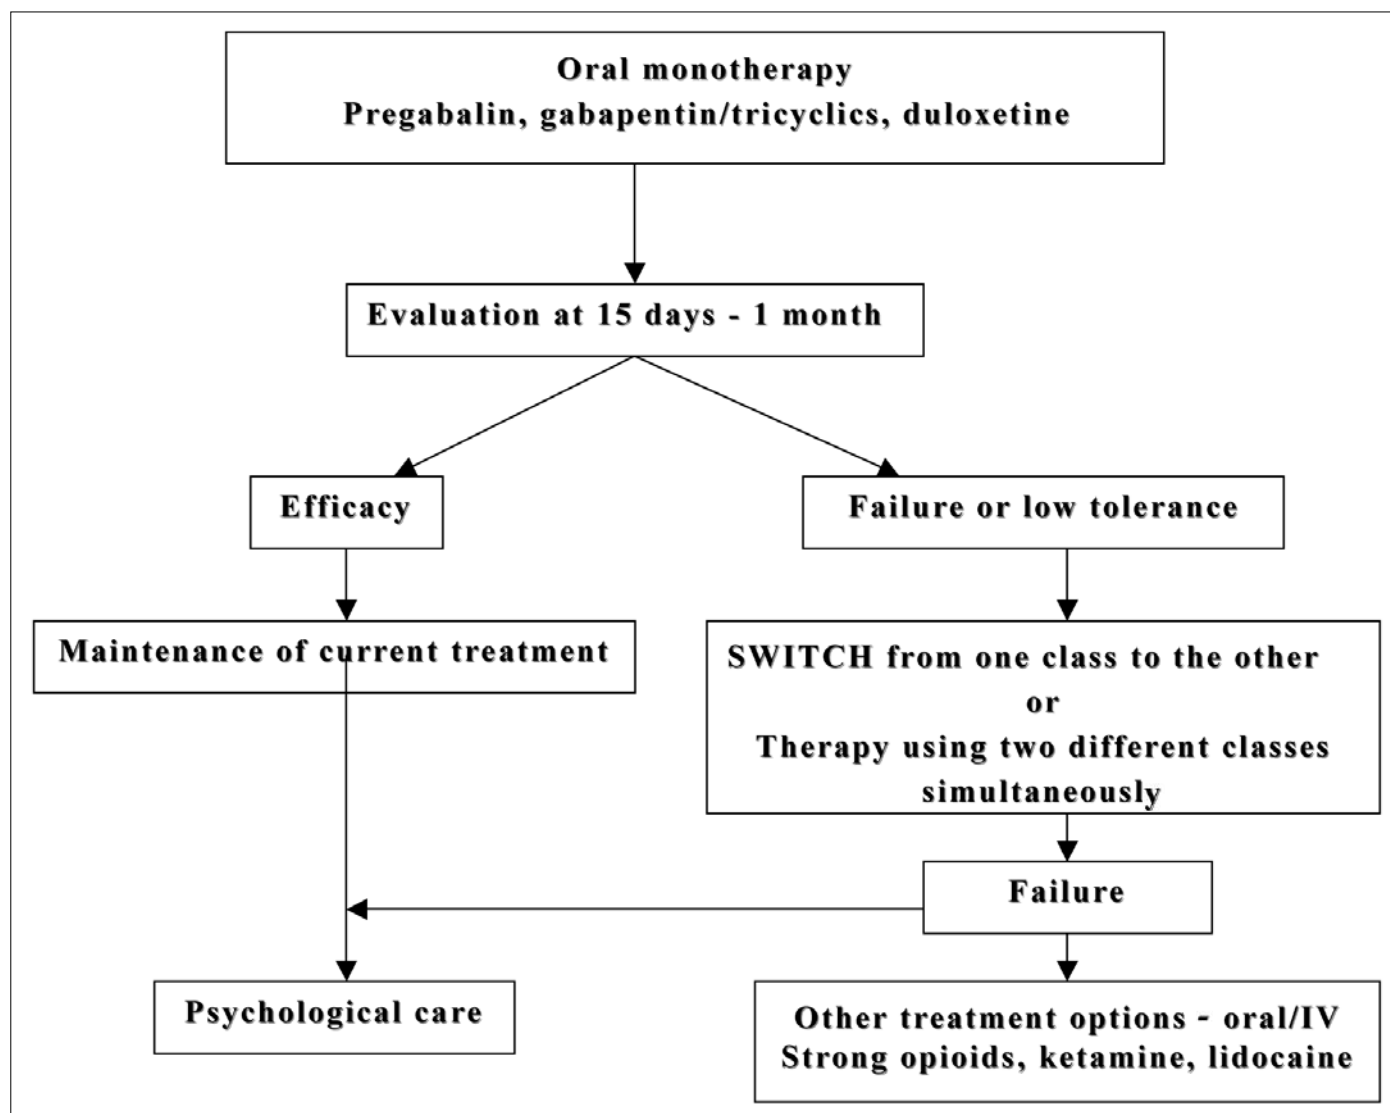 Oral monotherapy
Pregabalin, gabapentin/tricyclics, duloxetine
Evaluation at 15 days - 1 month
Efficacy
Failure or low tolerance
Maintenance of current treatment
SWITCH from one class to the other
or
Therapy using two different classes
simultaneously
Failure
Psychological care
Other treatment options - oral/IV
Strong opioids, ketamine, lidocaine